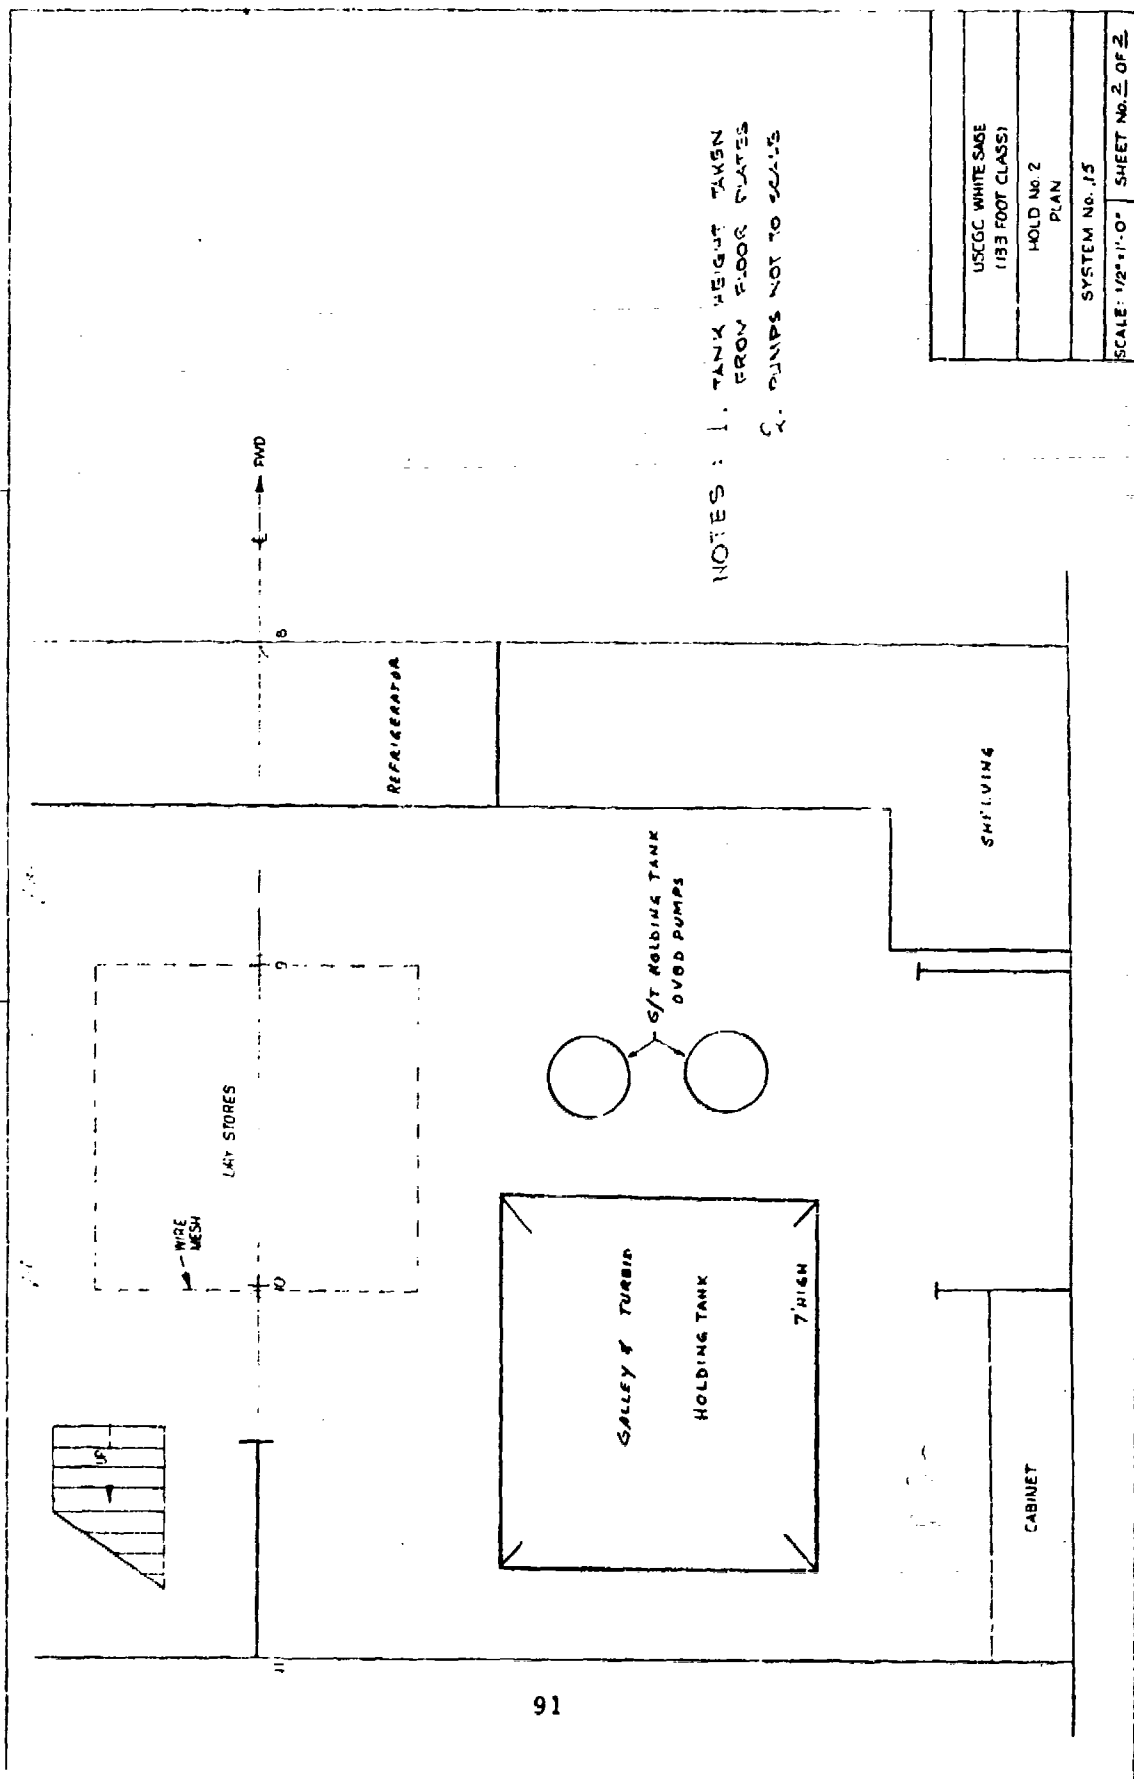 UP
WIRE
MESH
DAY STORES
11
10
9
8
FWD
REFRIGERATOR
GALLEY & TURBID
HOLDING TANK
7' HIGH
G/T HOLDING TANK
OVBD PUMPS
CABINET
SHELVING
NOTES : 1. TANK HEIGHT TAKEN
FROM FLOOR PLATES
2. PUMPS NOT TO SCALE
USCGC WHITE SAGE
(133 FOOT CLASS)
HOLD No. 2
PLAN
SYSTEM No. 15
SCALE: 1/2"=1'-0" SHEET No. 2 OF 2
91